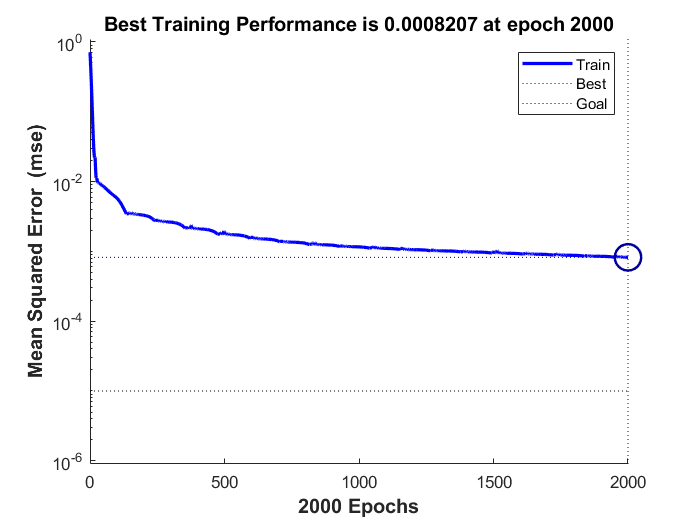 Best Training Performance is 0.0008207 at epoch 2000
Train
Best
Goal
Mean Squared Error (mse)
10^0
10^-2
10^-4
10^-6
0 500 1000 1500 2000
2000 Epochs